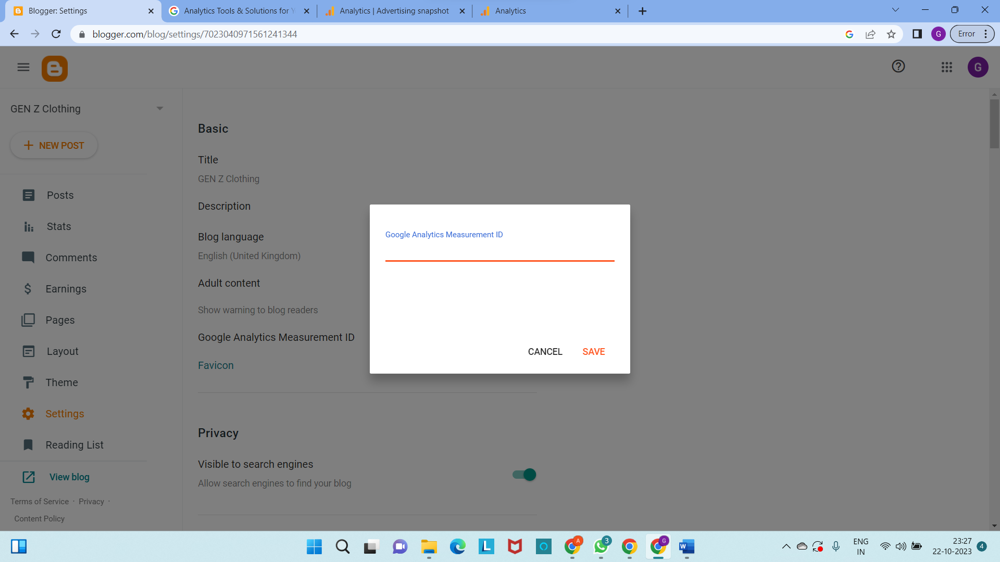 Blogger: Settings
Analytics Tools & Solutions for Y
Analytics | Advertising snapshot
Analytics
blogger.com/blog/settings/7023040971561241344
G
Error
G
GEN Z Clothing
NEW POST
Posts
Stats
Comments
Earnings
Pages
Layout
Theme
Settings
Reading List
View blog
Terms of Service · Privacy ·
Content Policy
Basic
Title
GEN Z Clothing
Description
Blog language
English (United Kingdom)
Adult content
Show warning to blog readers
Google Analytics Measurement ID
Favicon
Privacy
Visible to search engines
Allow search engines to find your blog
Google Analytics Measurement ID
CANCEL
SAVE
L
A
3
G
W
ENG
IN
23:27
22-10-2023
4